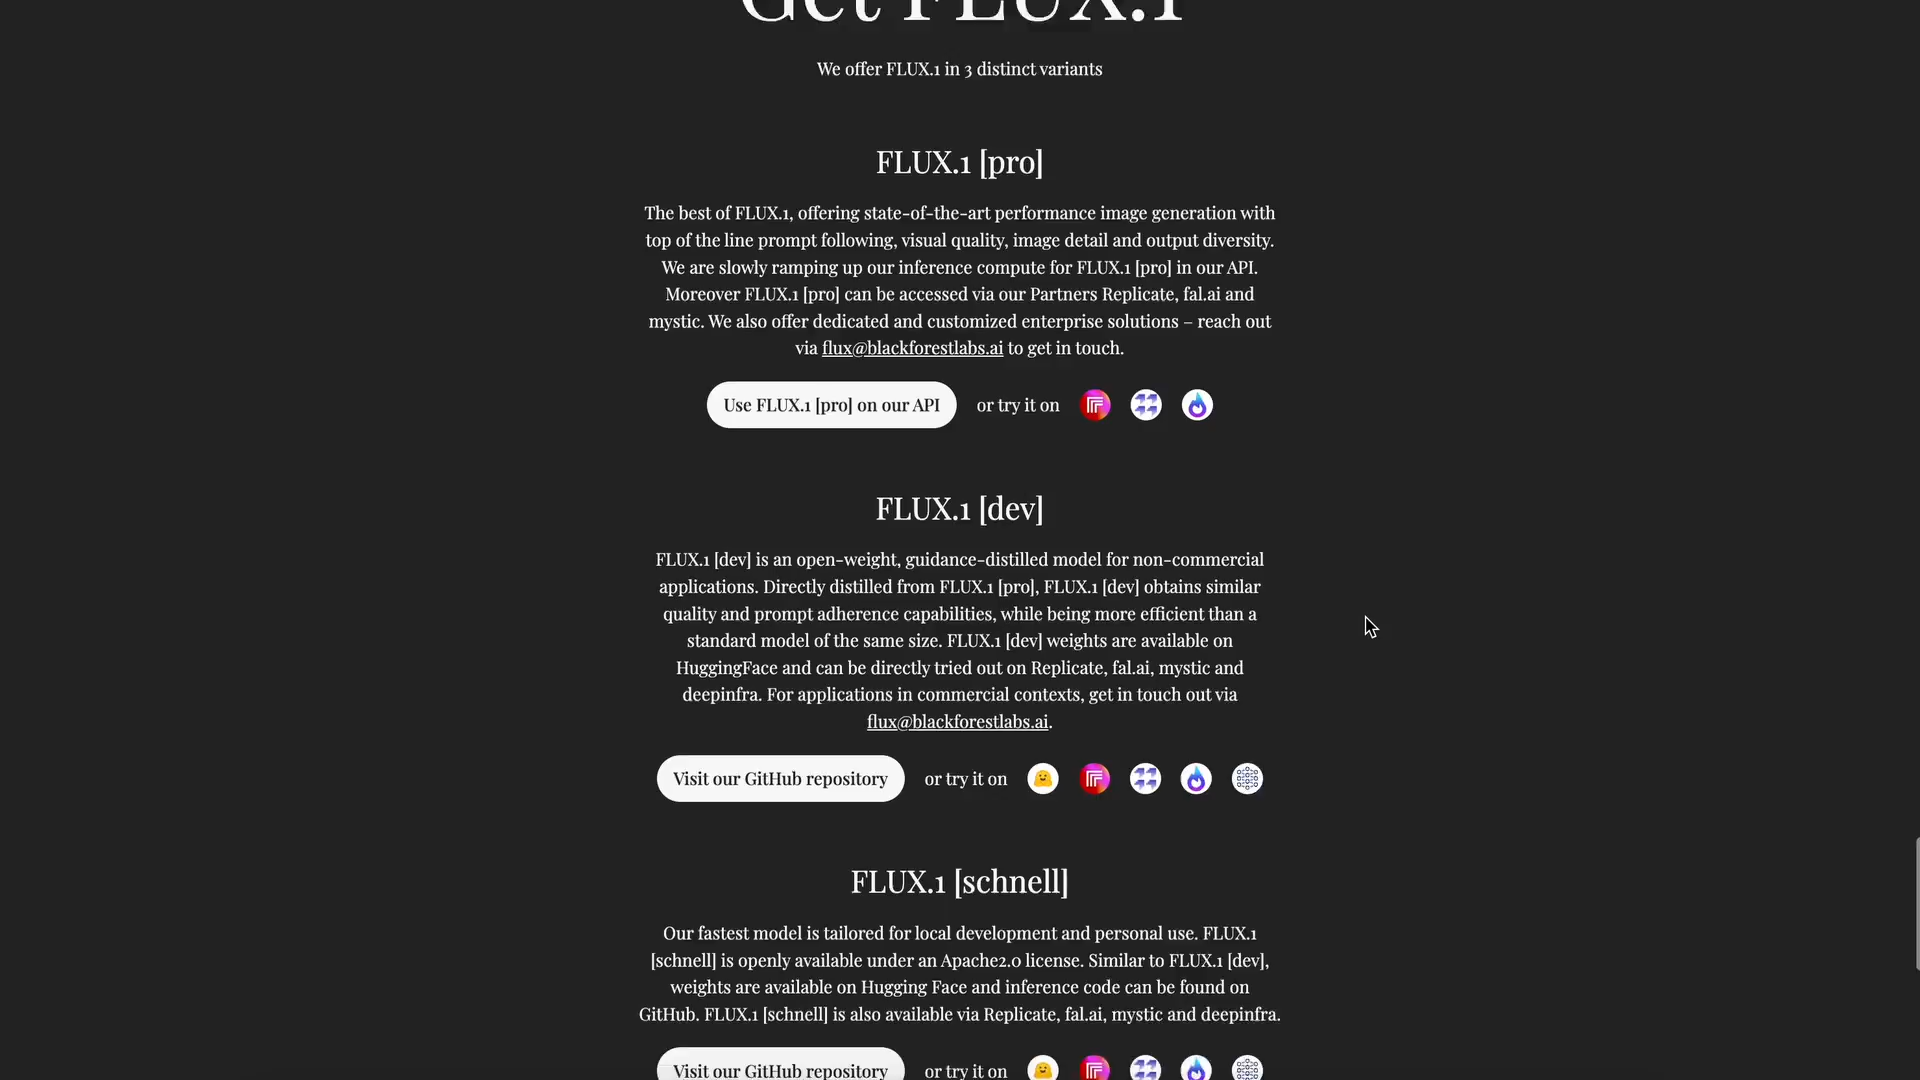 Get FLUX.1
We offer FLUX.1 in 3 distinct variants
FLUX.1 [pro]
The best of FLUX.1, offering state-of-the-art performance image generation with
top of the line prompt following, visual quality, image detail and output diversity.
We are slowly ramping up our inference compute for FLUX.1 [pro] in our API.
Moreover FLUX.1 [pro] can be accessed via our Partners Replicate, fal.ai and
mystic. We also offer dedicated and customized enterprise solutions – reach out
via flux@blackforestlabs.ai to get in touch.
Use FLUX.1 [pro] on our API or try it on
FLUX.1 [dev]
FLUX.1 [dev] is an open-weight, guidance-distilled model for non-commercial
applications. Directly distilled from FLUX.1 [pro], FLUX.1 [dev] obtains similar
quality and prompt adherence capabilities, while being more efficient than a
standard model of the same size. FLUX.1 [dev] weights are available on
HuggingFace and can be directly tried out on Replicate, fal.ai, mystic and
deepinfra. For applications in commercial contexts, get in touch out via
flux@blackforestlabs.ai.
Visit our GitHub repository or try it on
FLUX.1 [schnell]
Our fastest model is tailored for local development and personal use. FLUX.1
[schnell] is openly available under an Apache2.0 license. Similar to FLUX.1 [dev],
weights are available on Hugging Face and inference code can be found on
GitHub. FLUX.1 [schnell] is also available via Replicate, fal.ai, mystic and deepinfra.
Visit our GitHub repository or try it on